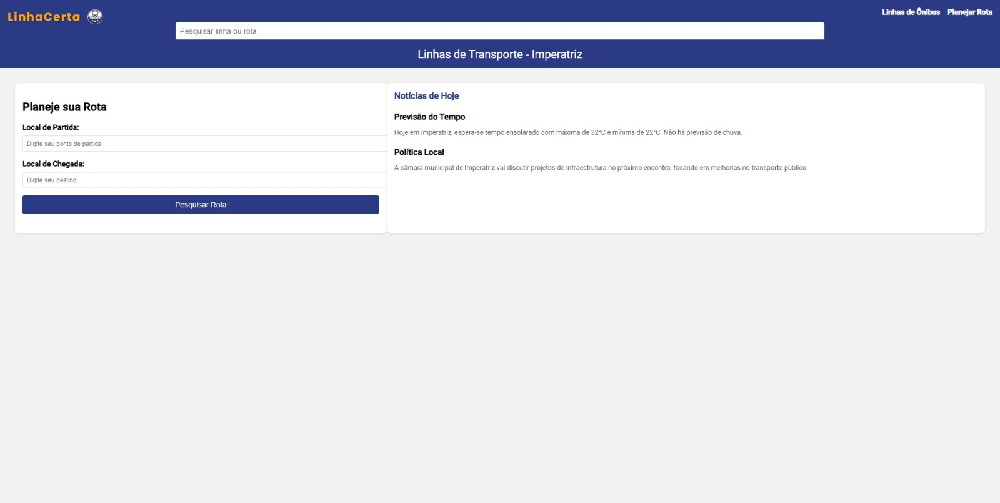 LinhaCerta
Linhas de Ônibus Planejar Rota
Pesquisar linha ou rota
Linhas de Transporte - Imperatriz
Planeje sua Rota
Local de Partida:
Digite seu ponto de partida
Local de Chegada:
Digite seu destino
Pesquisar Rota
Notícias de Hoje
Previsão do Tempo
Hoje em Imperatriz, espera-se tempo ensolarado com máxima de 32°C e mínima de 22°C. Não há previsão de chuva.
Política Local
A câmara municipal de Imperatriz vai discutir projetos de infraestrutura no próximo encontro, focando em melhorias no transporte público.